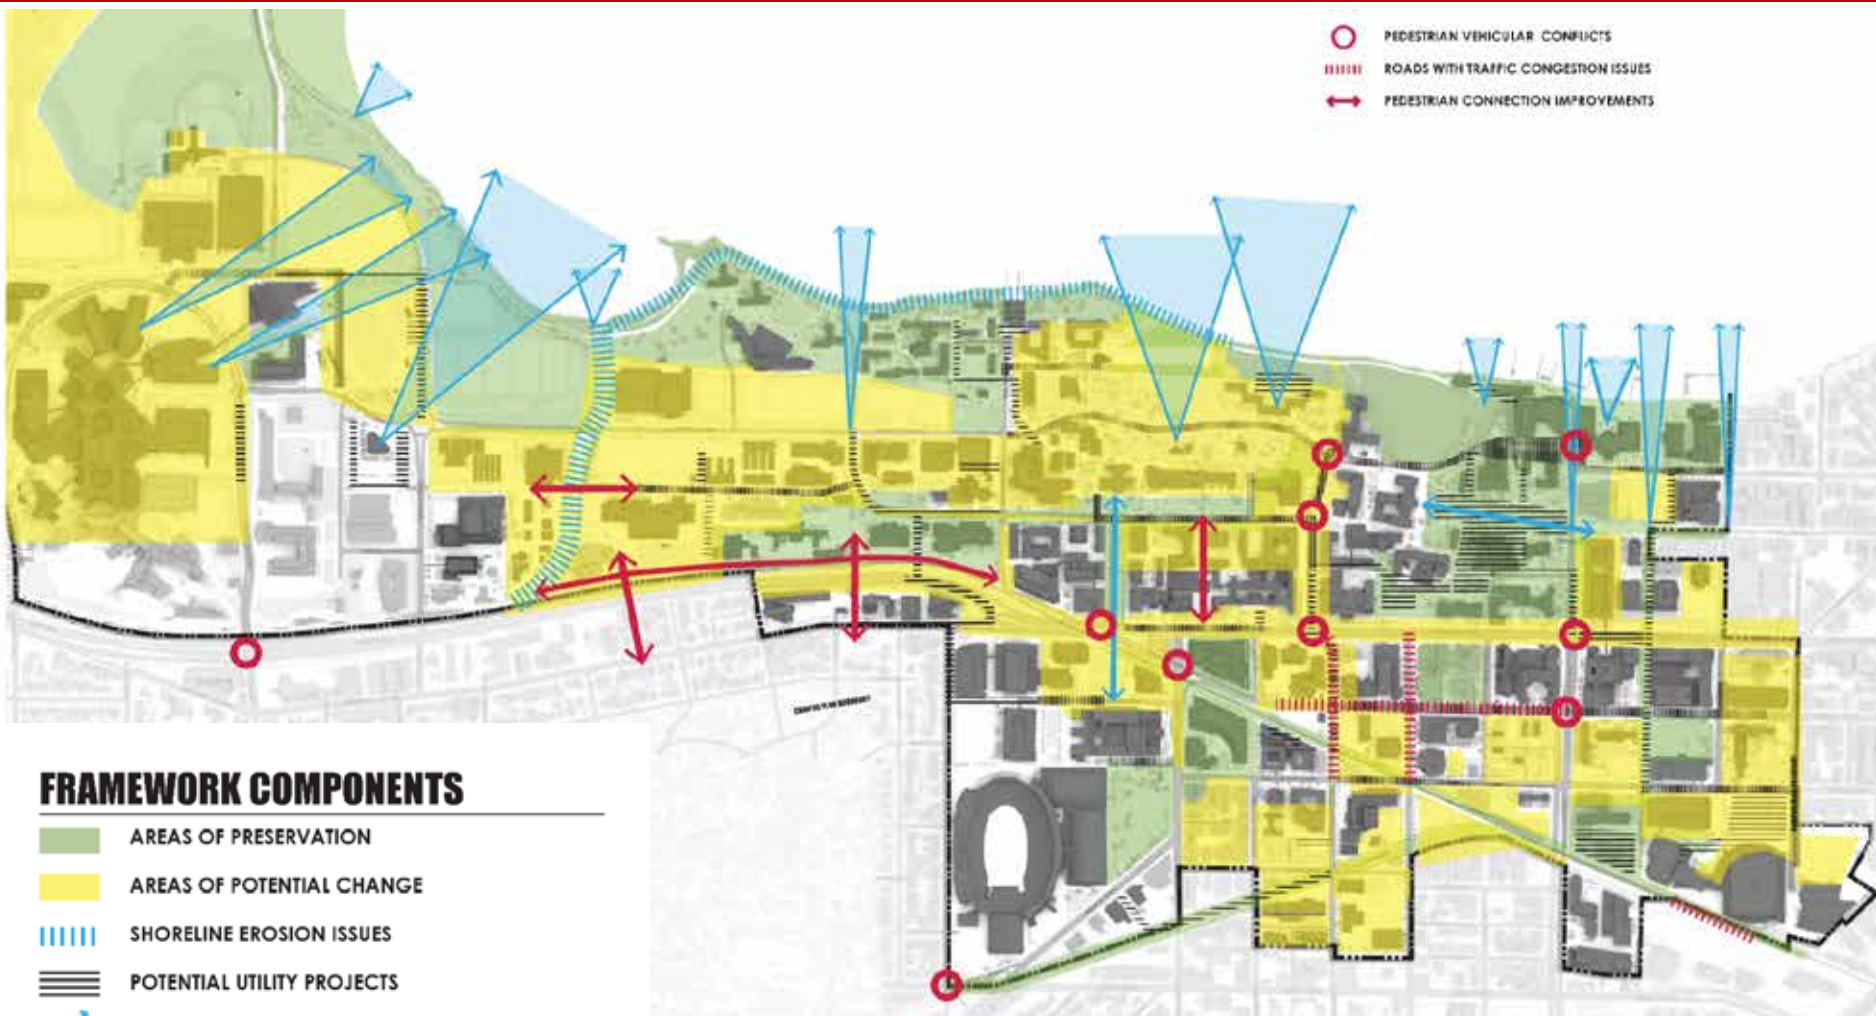 PEDESTRIAN VEHICULAR CONFLICTS
ROADS WITH TRAFFIC CONGESTION ISSUES
PEDESTRIAN CONNECTION IMPROVEMENTS
FRAMEWORK COMPONENTS
AREAS OF PRESERVATION
AREAS OF POTENTIAL CHANGE
SHORELINE EROSION ISSUES
POTENTIAL UTILITY PROJECTS